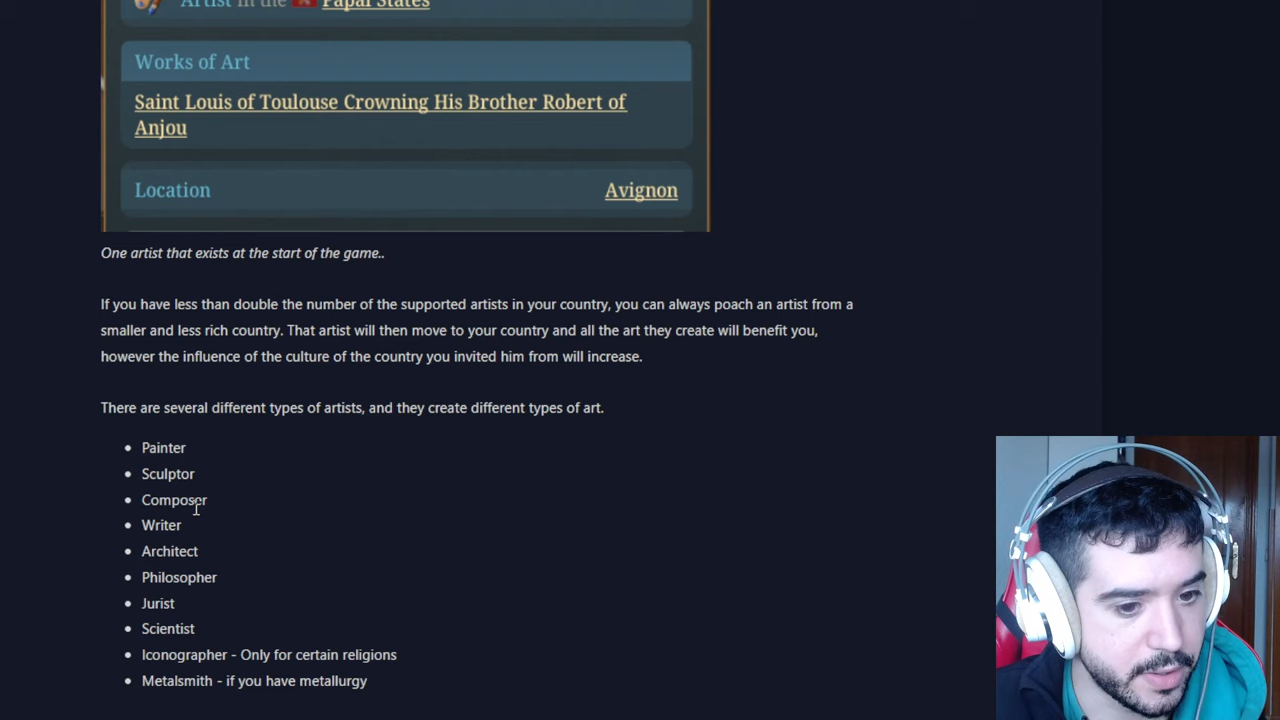 Artist in the Papal States
Works of Art
Saint Louis of Toulouse Crowning His Brother Robert of
Anjou
Location Avignon
One artist that exists at the start of the game..
If you have less than double the number of the supported artists in your country, you can always poach an artist from a
smaller and less rich country. That artist will then move to your country and all the art they create will benefit you,
however the influence of the culture of the country you invited him from will increase.
There are several different types of artists, and they create different types of art.
• Painter
• Sculptor
• Composer
• Writer
• Architect
• Philosopher
• Jurist
• Scientist
• Iconographer - Only for certain religions
• Metalsmith - if you have metallurgy